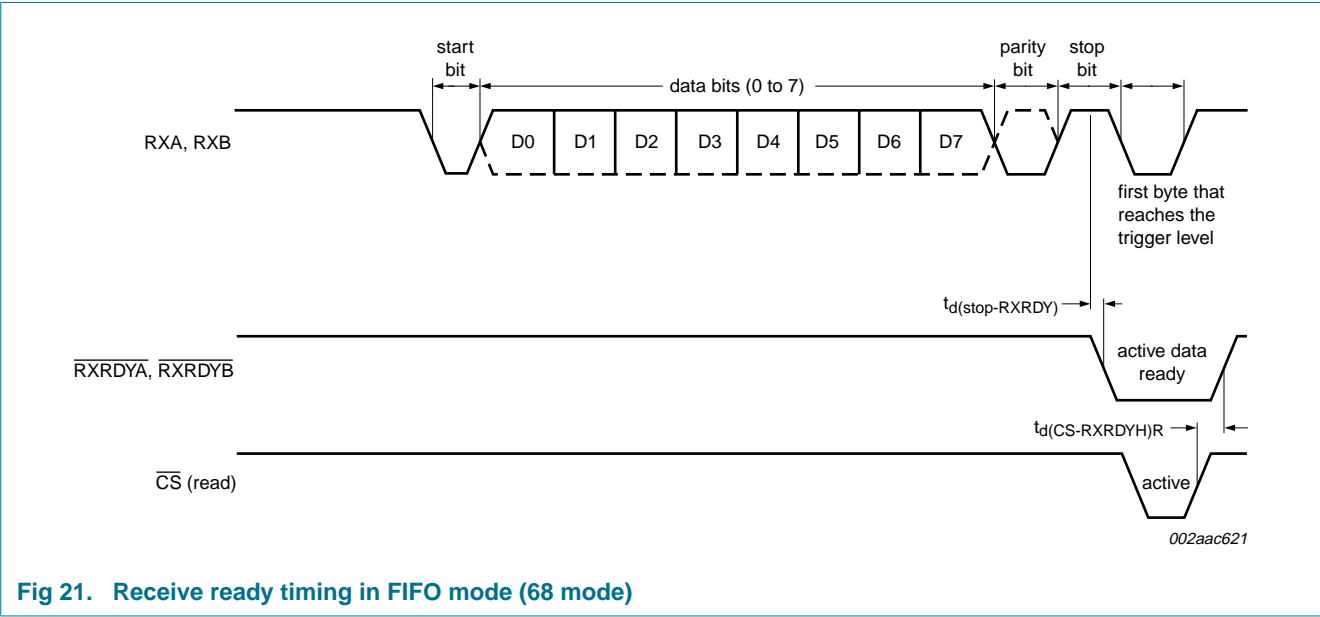 start
bit
data bits (0 to 7)
parity
bit
stop
bit
RXA, RXB
D0 D1 D2 D3 D4 D5 D6 D7
first byte that
reaches the
trigger level
td(stop-RXRDY)
RXRDYA, RXRDYB
active data
ready
td(CS-RXRDYH)R
CS (read)
active
002aac621
Fig 21. Receive ready timing in FIFO mode (68 mode)